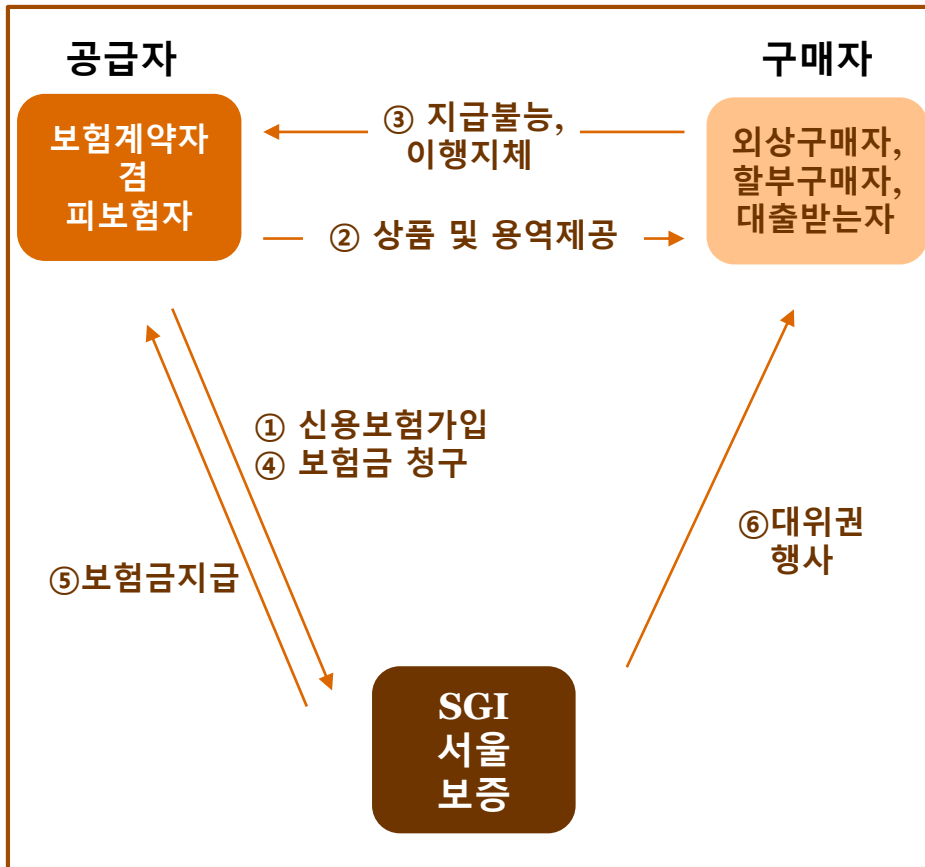 공급자
구매자
보험계약자
겸
피보험자
③ 지급불능,
이행지체
외상구매자,
할부구매자,
대출받는자
② 상품 및 용역제공
① 신용보험가입
④ 보험금 청구
⑤보험금지급
⑥대위권
행사
SGI
서울
보증